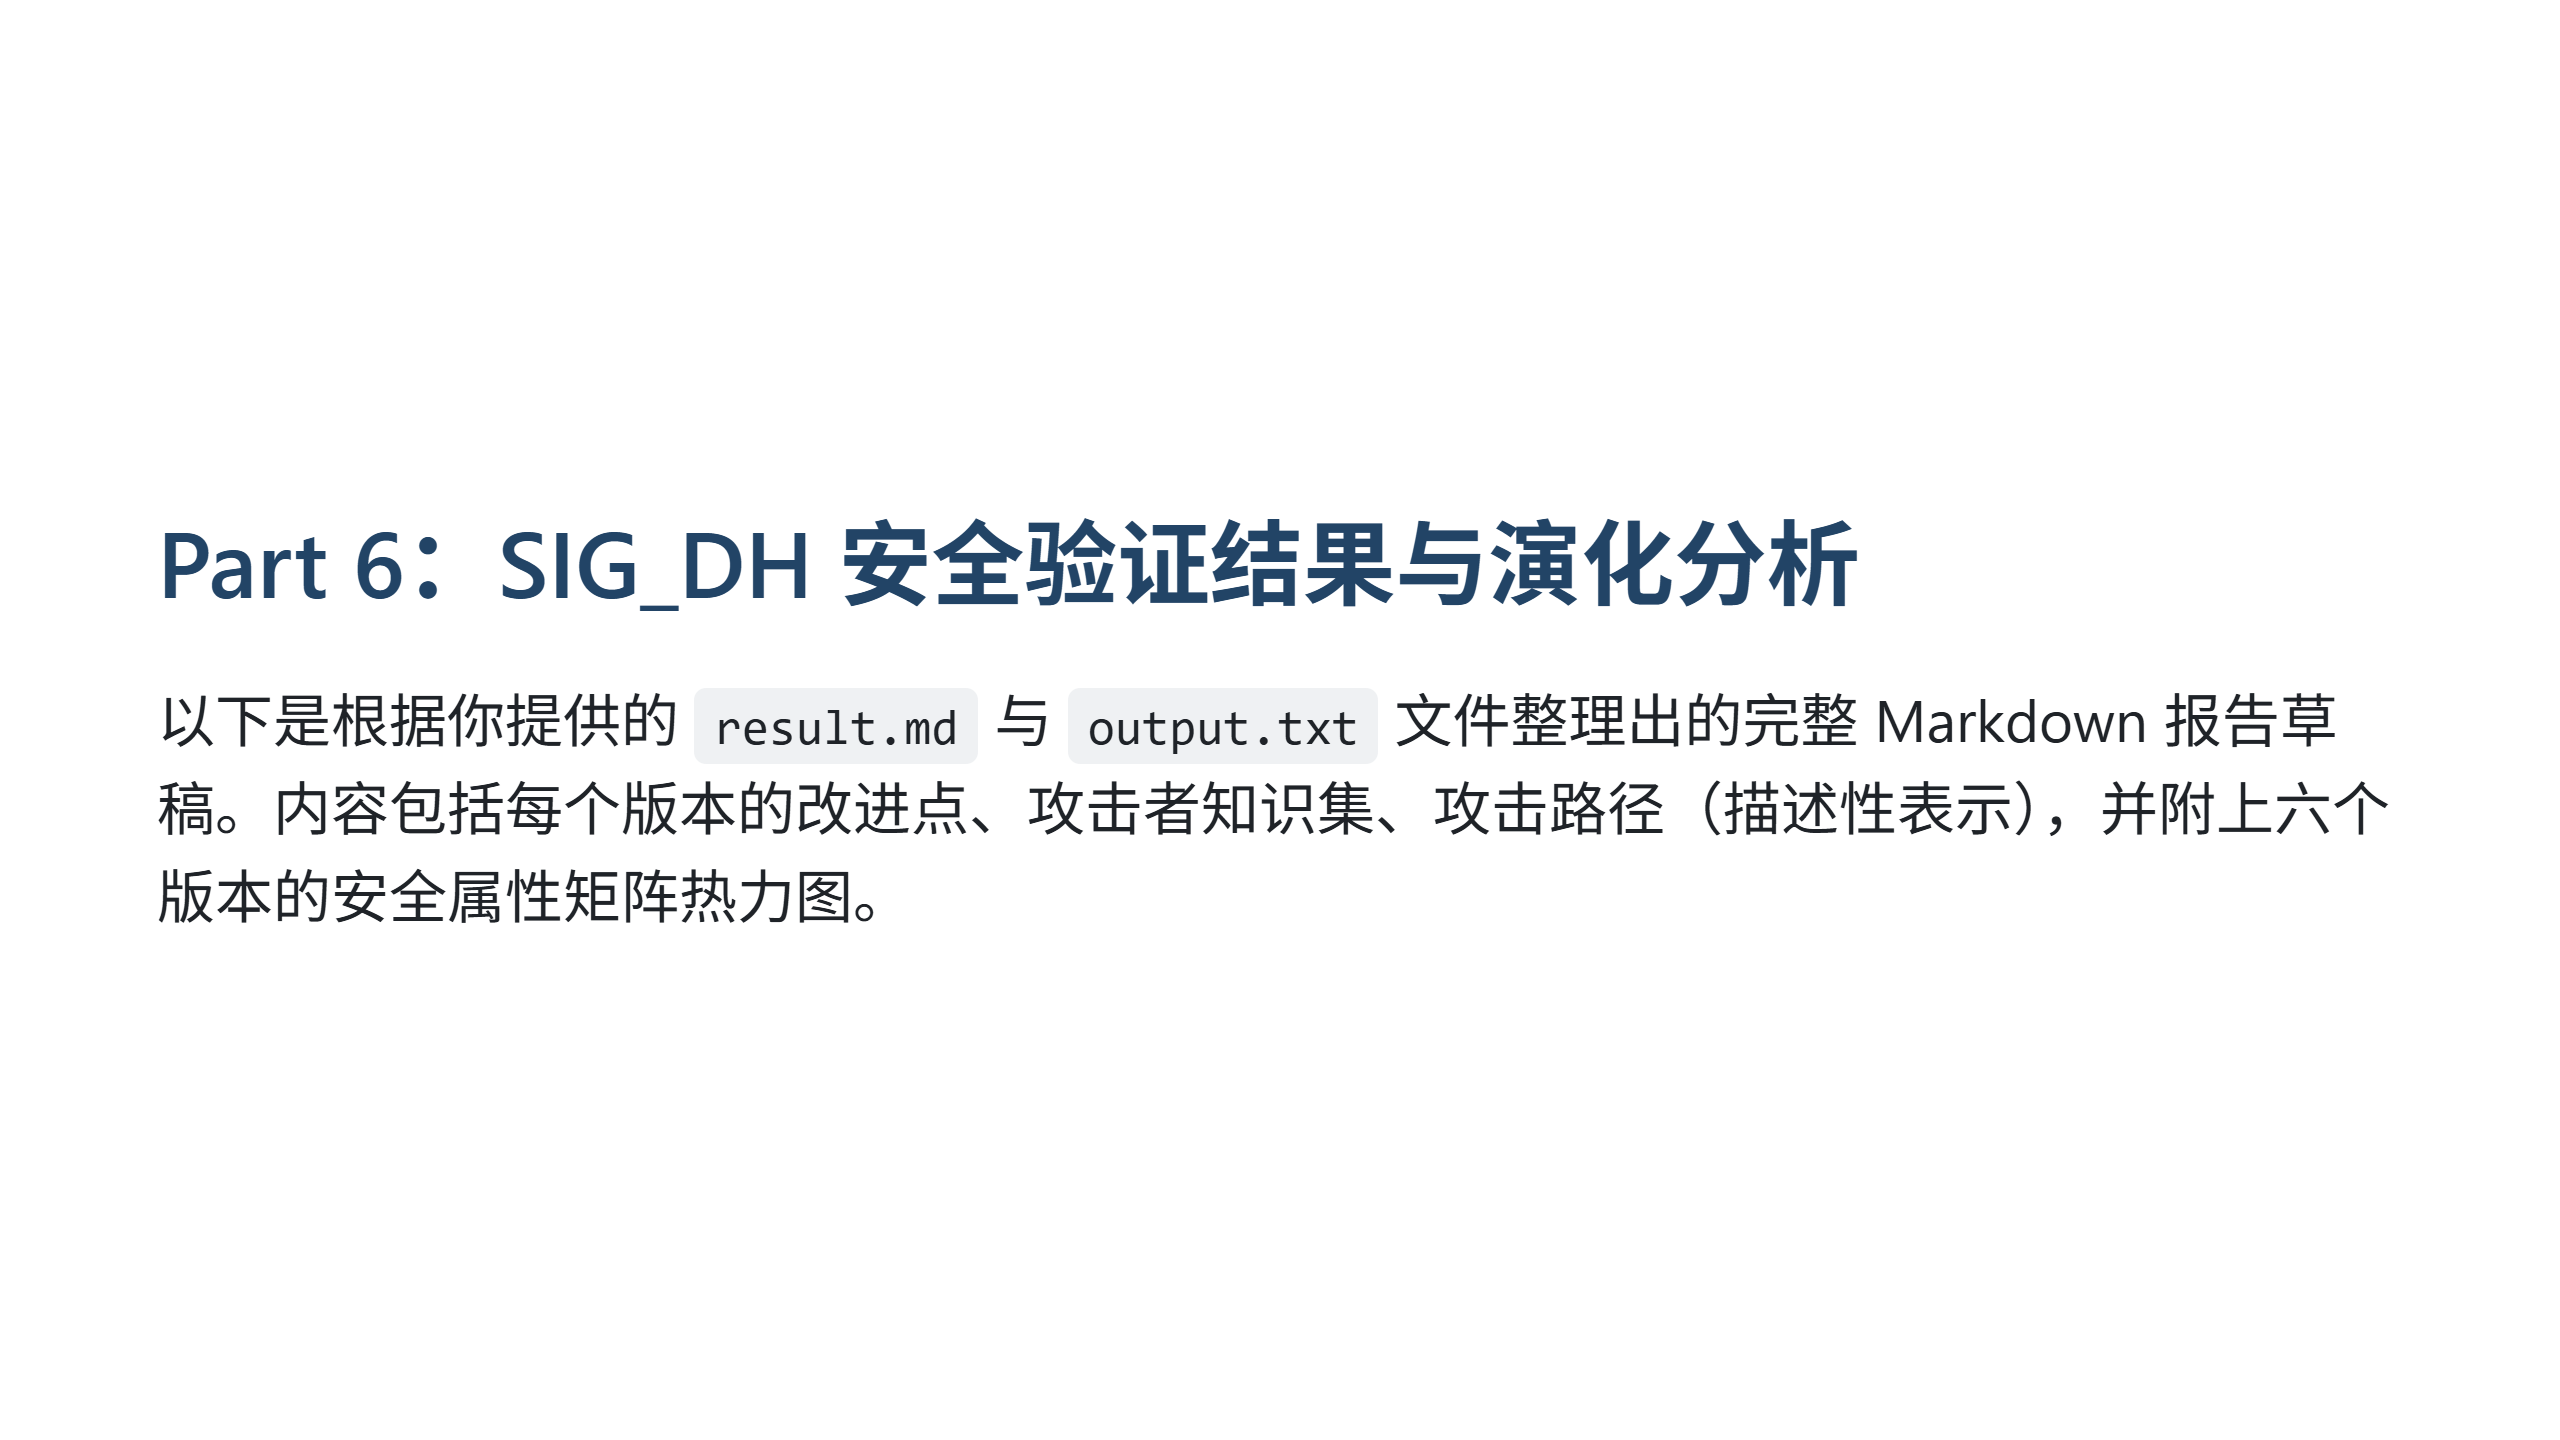 Part 6：SIG_DH 安全验证结果与演化分析
以下是根据你提供的 result.md 与 output.txt 文件整理出的完整 Markdown 报告草
稿。内容包括每个版本的改进点、攻击者知识集、攻击路径（描述性表示），并附上六个
版本的安全属性矩阵热力图。